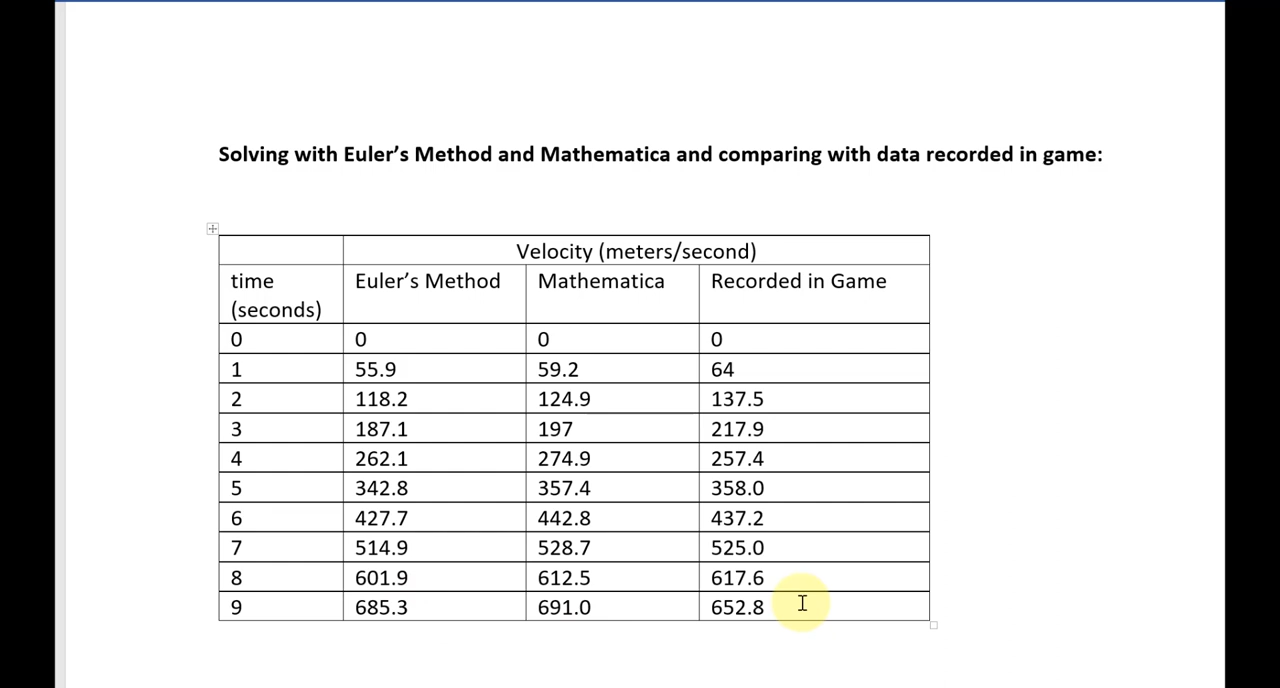 Solving with Euler’s Method and Mathematica and comparing with data recorded in game:
Velocity (meters/second)
time (seconds) Euler’s Method Mathematica Recorded in Game
0 0 0 0
1 55.9 59.2 64
2 118.2 124.9 137.5
3 187.1 197 217.9
4 262.1 274.9 257.4
5 342.8 357.4 358.0
6 427.7 442.8 437.2
7 514.9 528.7 525.0
8 601.9 612.5 617.6
9 685.3 691.0 652.8